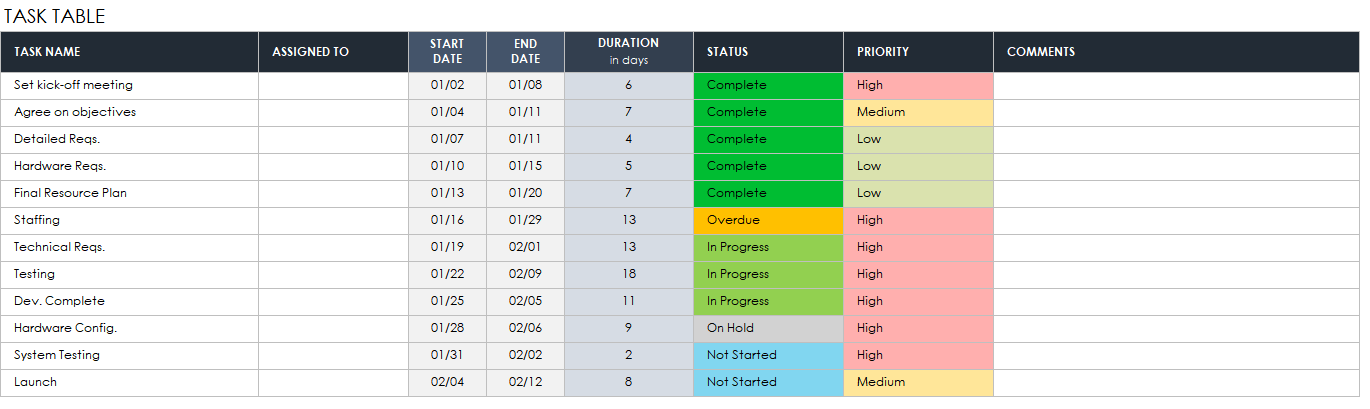 TASK TABLE
TASK NAME ASSIGNED TO START DATE END DATE DURATION in days STATUS PRIORITY COMMENTS
Set kick-off meeting 01/02 01/08 6 Complete High
Agree on objectives 01/04 01/11 7 Complete Medium
Detailed Reqs. 01/07 01/11 4 Complete Low
Hardware Reqs. 01/10 01/15 5 Complete Low
Final Resource Plan 01/13 01/20 7 Complete Low
Staffing 01/16 01/29 13 Overdue High
Technical Reqs. 01/19 02/01 13 In Progress High
Testing 01/22 02/09 18 In Progress High
Dev. Complete 01/25 02/05 11 In Progress High
Hardware Config. 01/28 02/06 9 On Hold High
System Testing 01/31 02/02 2 Not Started High
Launch 02/04 02/12 8 Not Started Medium